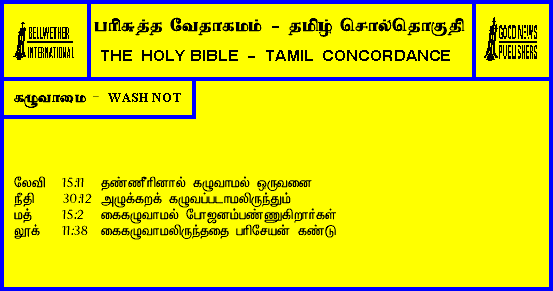 BELLWETHER
INTERNATIONAL
பரிசுத்த வேதாகமம் - தமிழ் சொல்தொகுதி
THE HOLY BIBLE - TAMIL CONCORDANCE
GOOD NEWS
PUBLISHERS
கழுவாமை - WASH NOT
லேவி 15:11 தண்ணீரினால் கழுவாமல் ஒருவனை
நீதி 30:12 அழுக்கறக் கழுவப்படாமலிருந்தும்
மத் 15:2 கைகழுவாமல் போஜனம்பண்ணுகிறார்கள்
லூக் 11:38 கைகழுவாமலிருந்ததை பரிசேயன் கண்டு